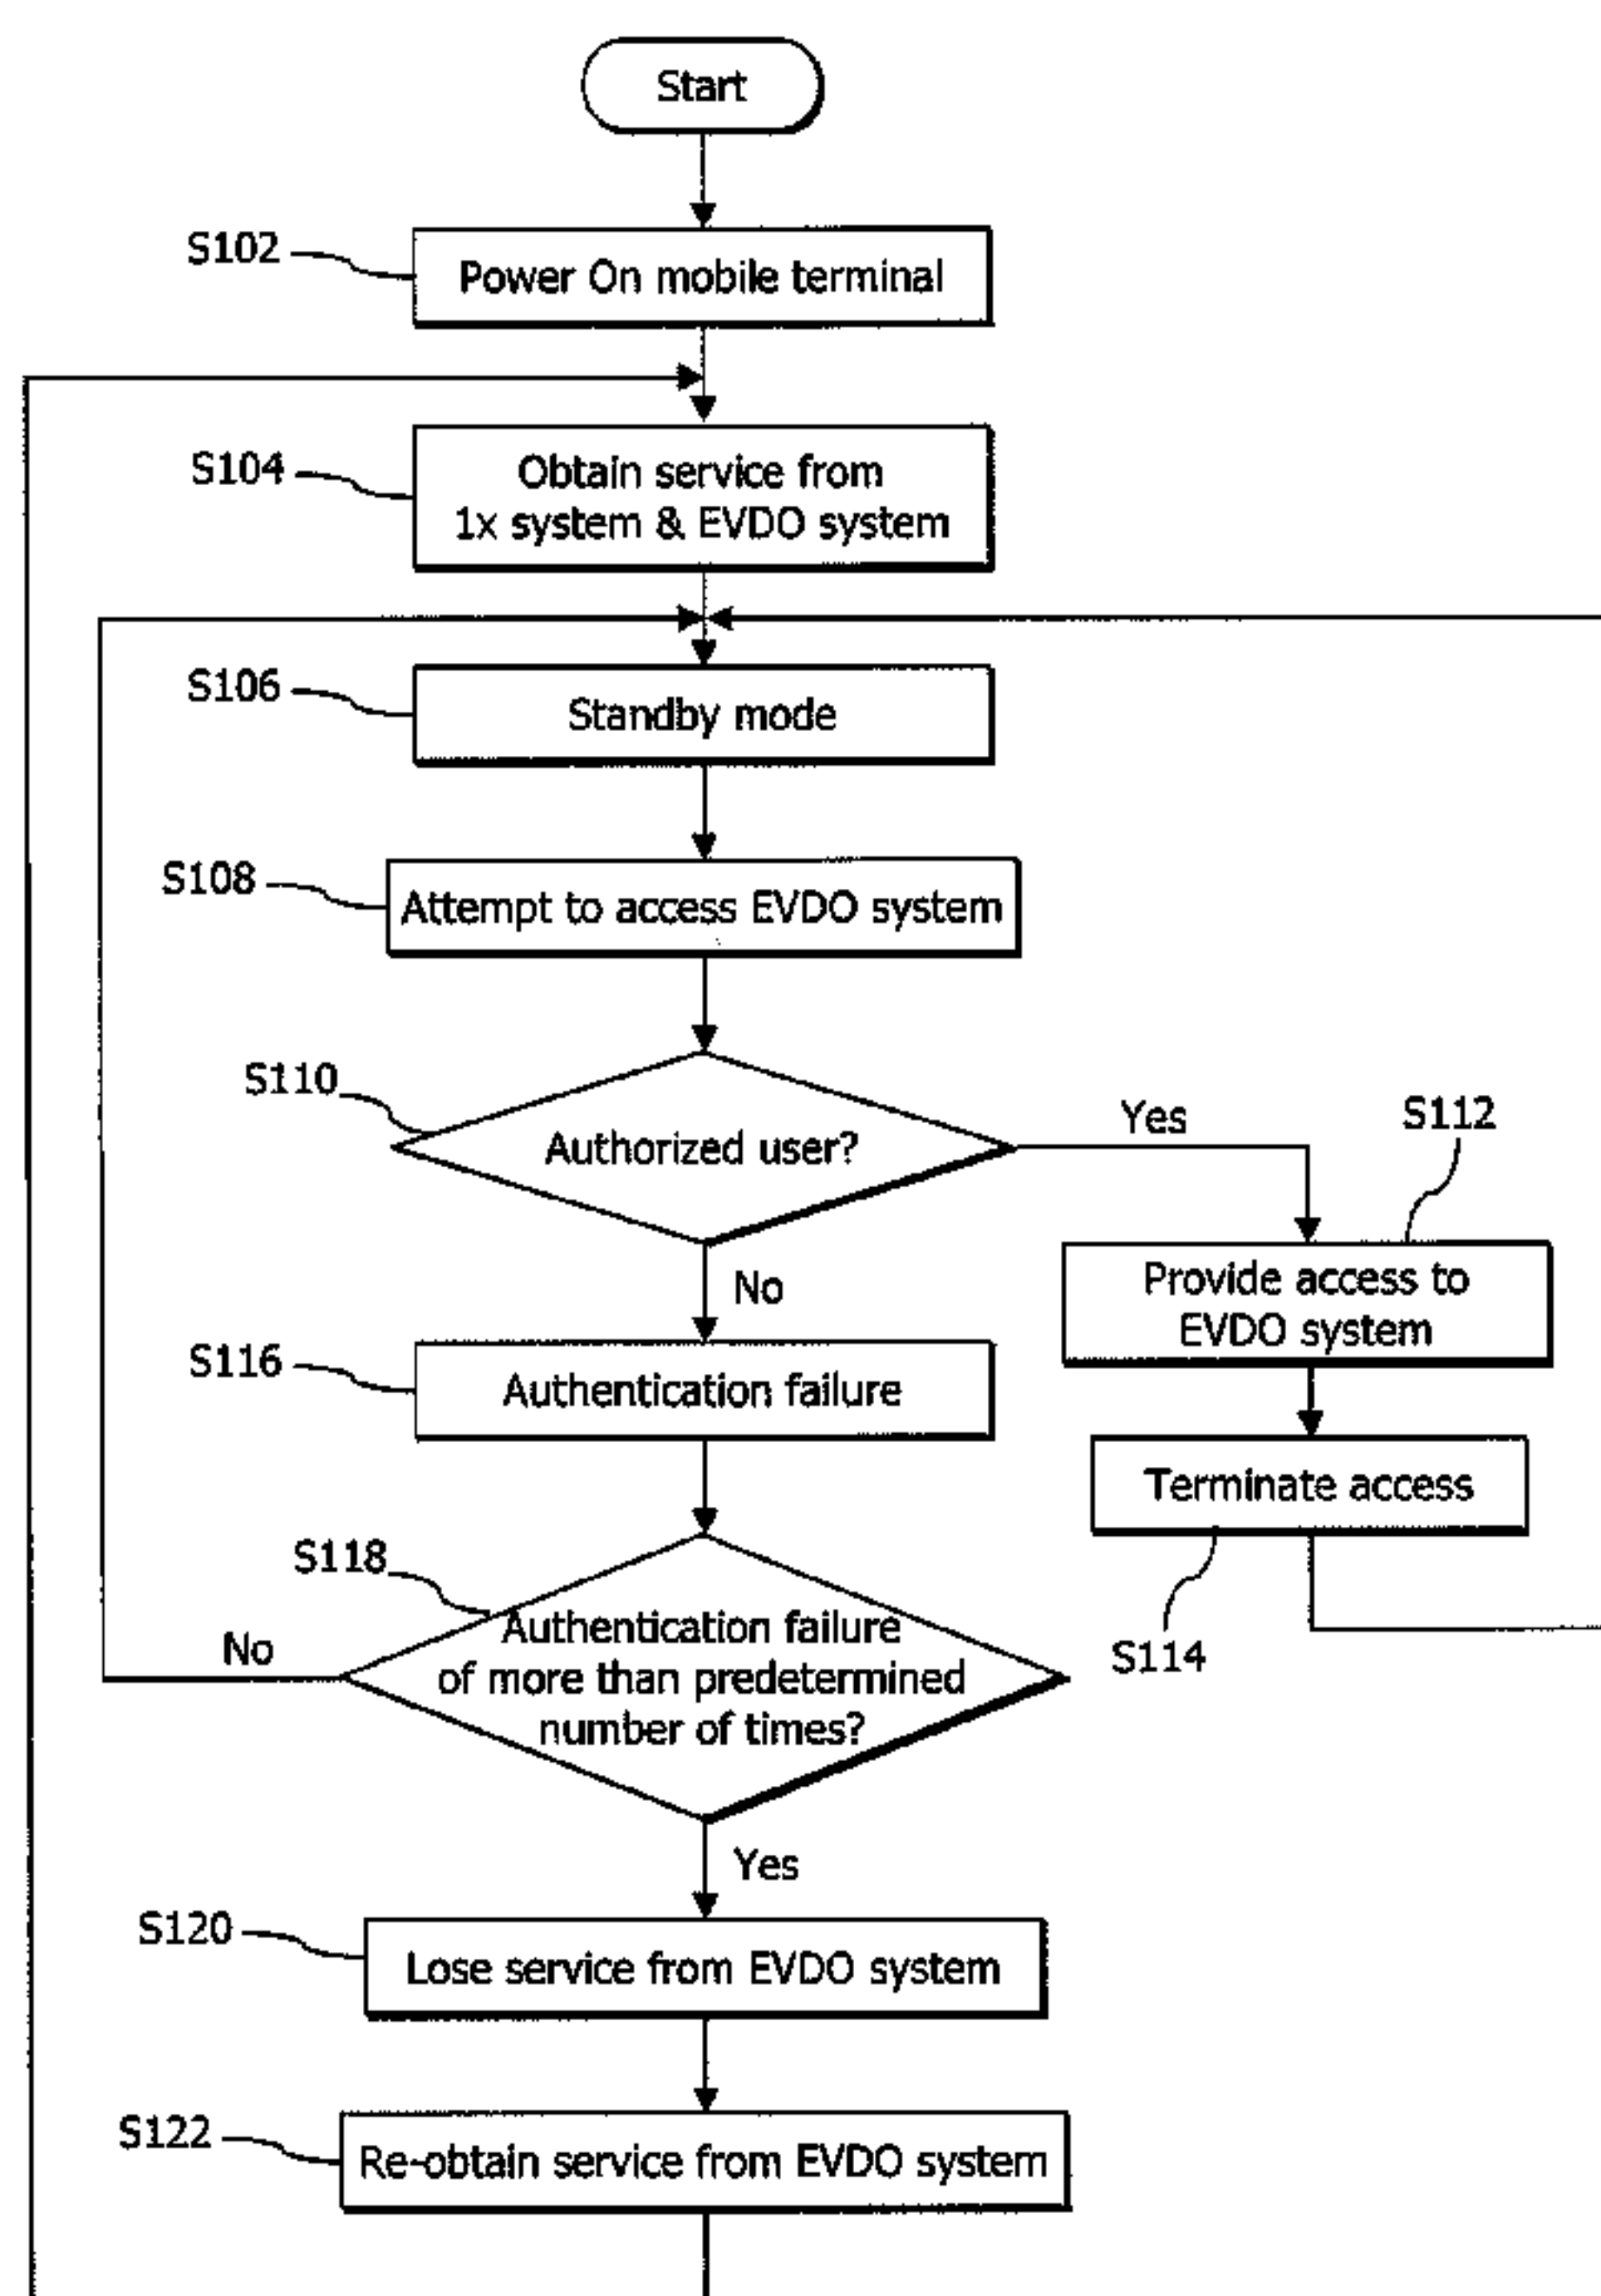 Start
S102
Power On mobile terminal
S104
Obtain service from
1x system & EVDO system
S106
Standby mode
S108
Attempt to access EVDO system
S110
Authorized user?
Yes
S112
No
Provide access to
EVDO system
S116
Authentication failure
Terminate access
S114
S118
Authentication failure
of more than predetermined
number of times?
No
Yes
S120
Lose service from EVDO system
S122
Re-obtain service from EVDO system